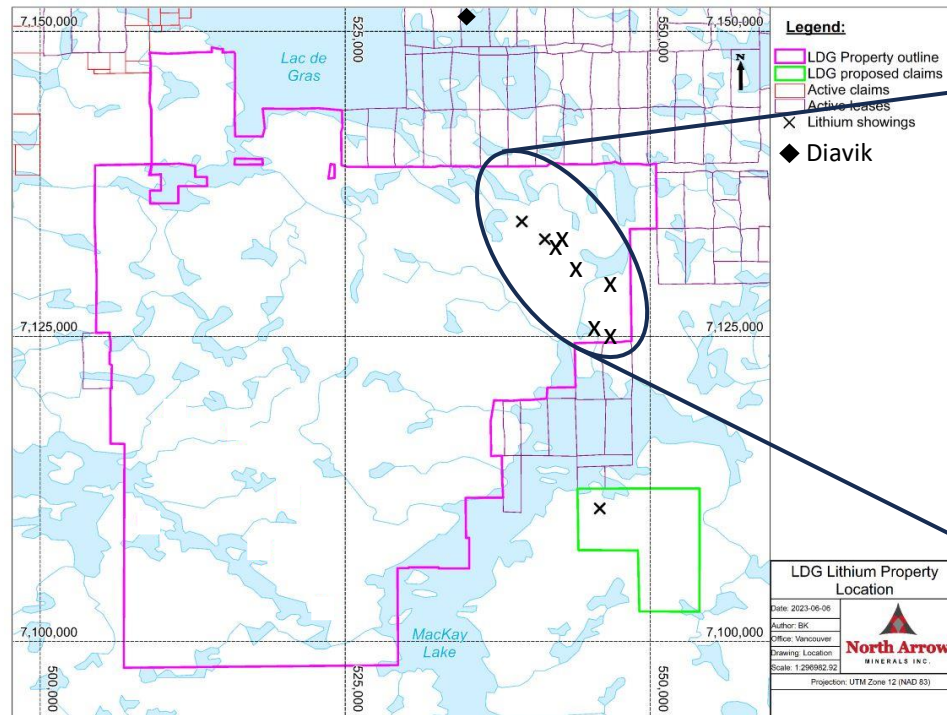 7,150,000
525,000
550,000
7,150,000
Lac de
Gras
N
Legend:
LDG Property outline
LDG proposed claims
Active claims
Active leases
Lithium showings
Diavik
7,125,000
7,125,000
7,100,000
7,100,000
MacKay
Lake
500,000
525,000
550,000
LDG Lithium Property
Location
Date: 2023-06-06
Author: BK
Office: Vancouver
Drawing: Location
Scale: 1:296982.92
North Arrow
MINERALS INC.
Projection: UTM Zone 12 (NAD 83)